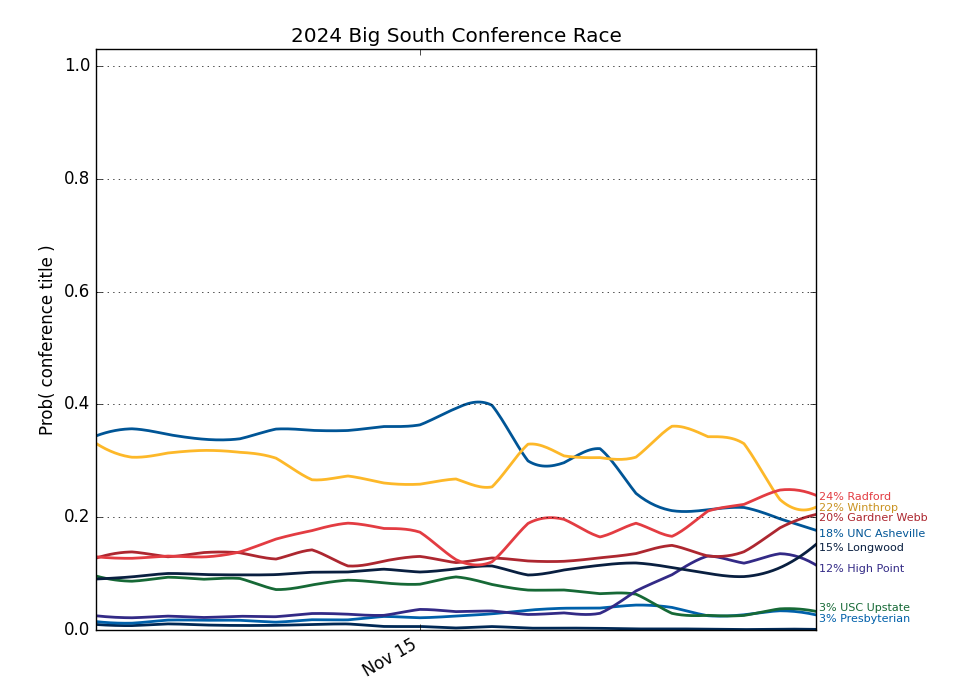 2024 Big South Conference Race
Prob( conference title )
1.0
0.8
0.6
0.4
0.2
0.0
Nov 15
24% Radford
22% Winthrop
20% Gardner Webb
18% UNC Asheville
15% Longwood
12% High Point
3% USC Upstate
3% Presbyterian